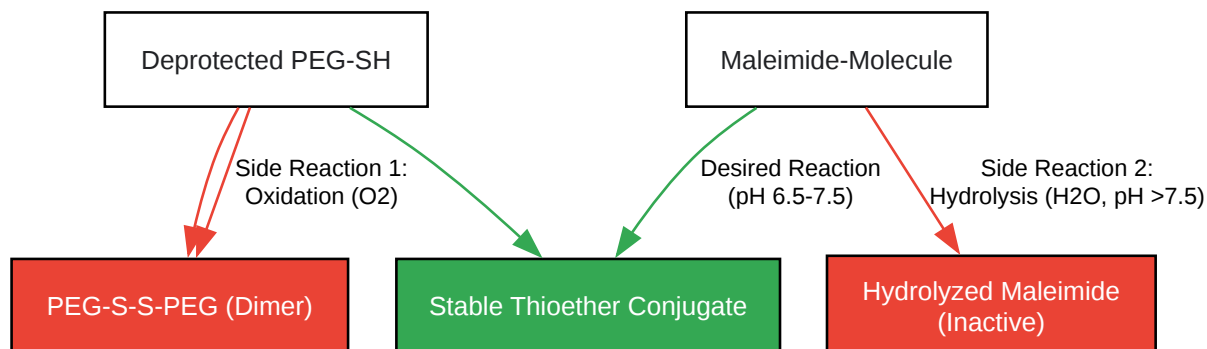 Deprotected PEG-SH
Maleimide-Molecule
Side Reaction 1:
Oxidation (O2)
Desired Reaction
(pH 6.5-7.5)
Side Reaction 2:
Hydrolysis (H2O, pH >7.5)
PEG-S-S-PEG (Dimer)
Stable Thioether Conjugate
Hydrolyzed Maleimide
(Inactive)